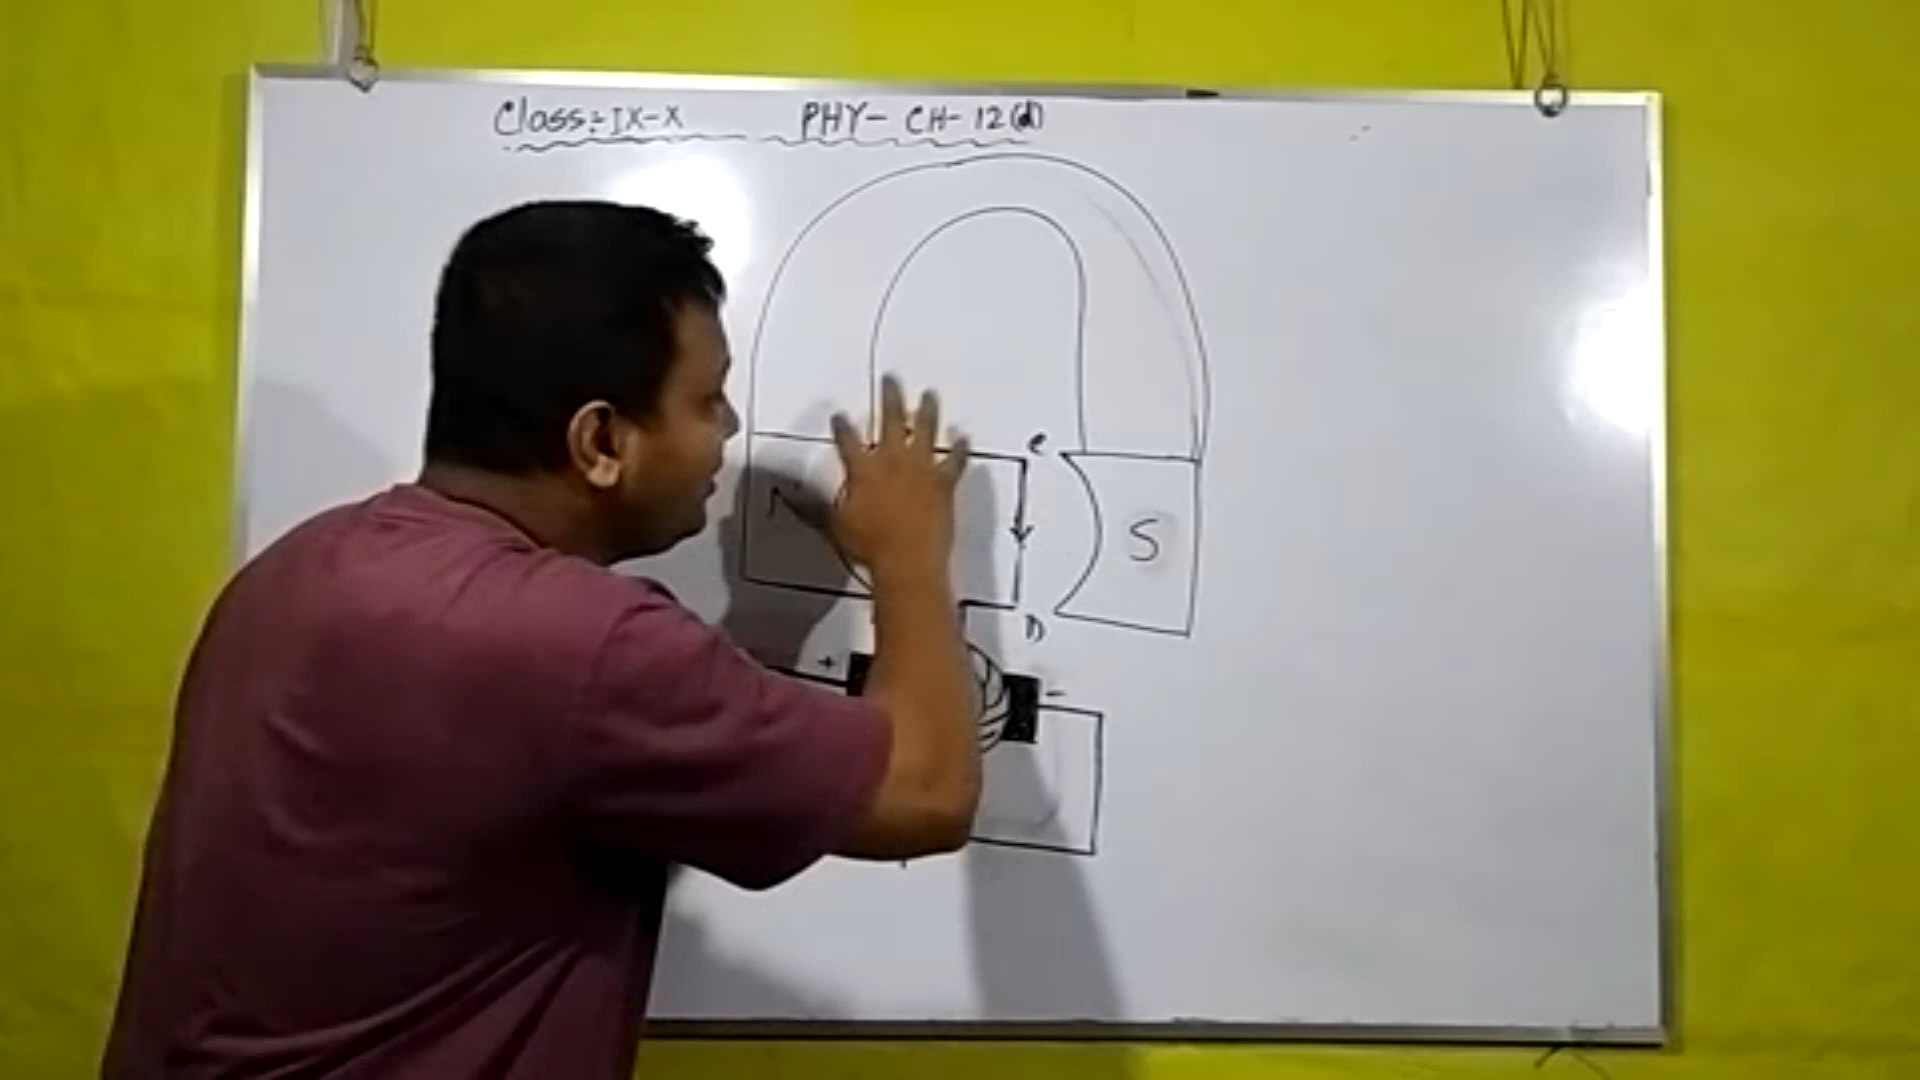 Class:- IX-X PHY- CH- 12(d)
C
N S
D
+ -